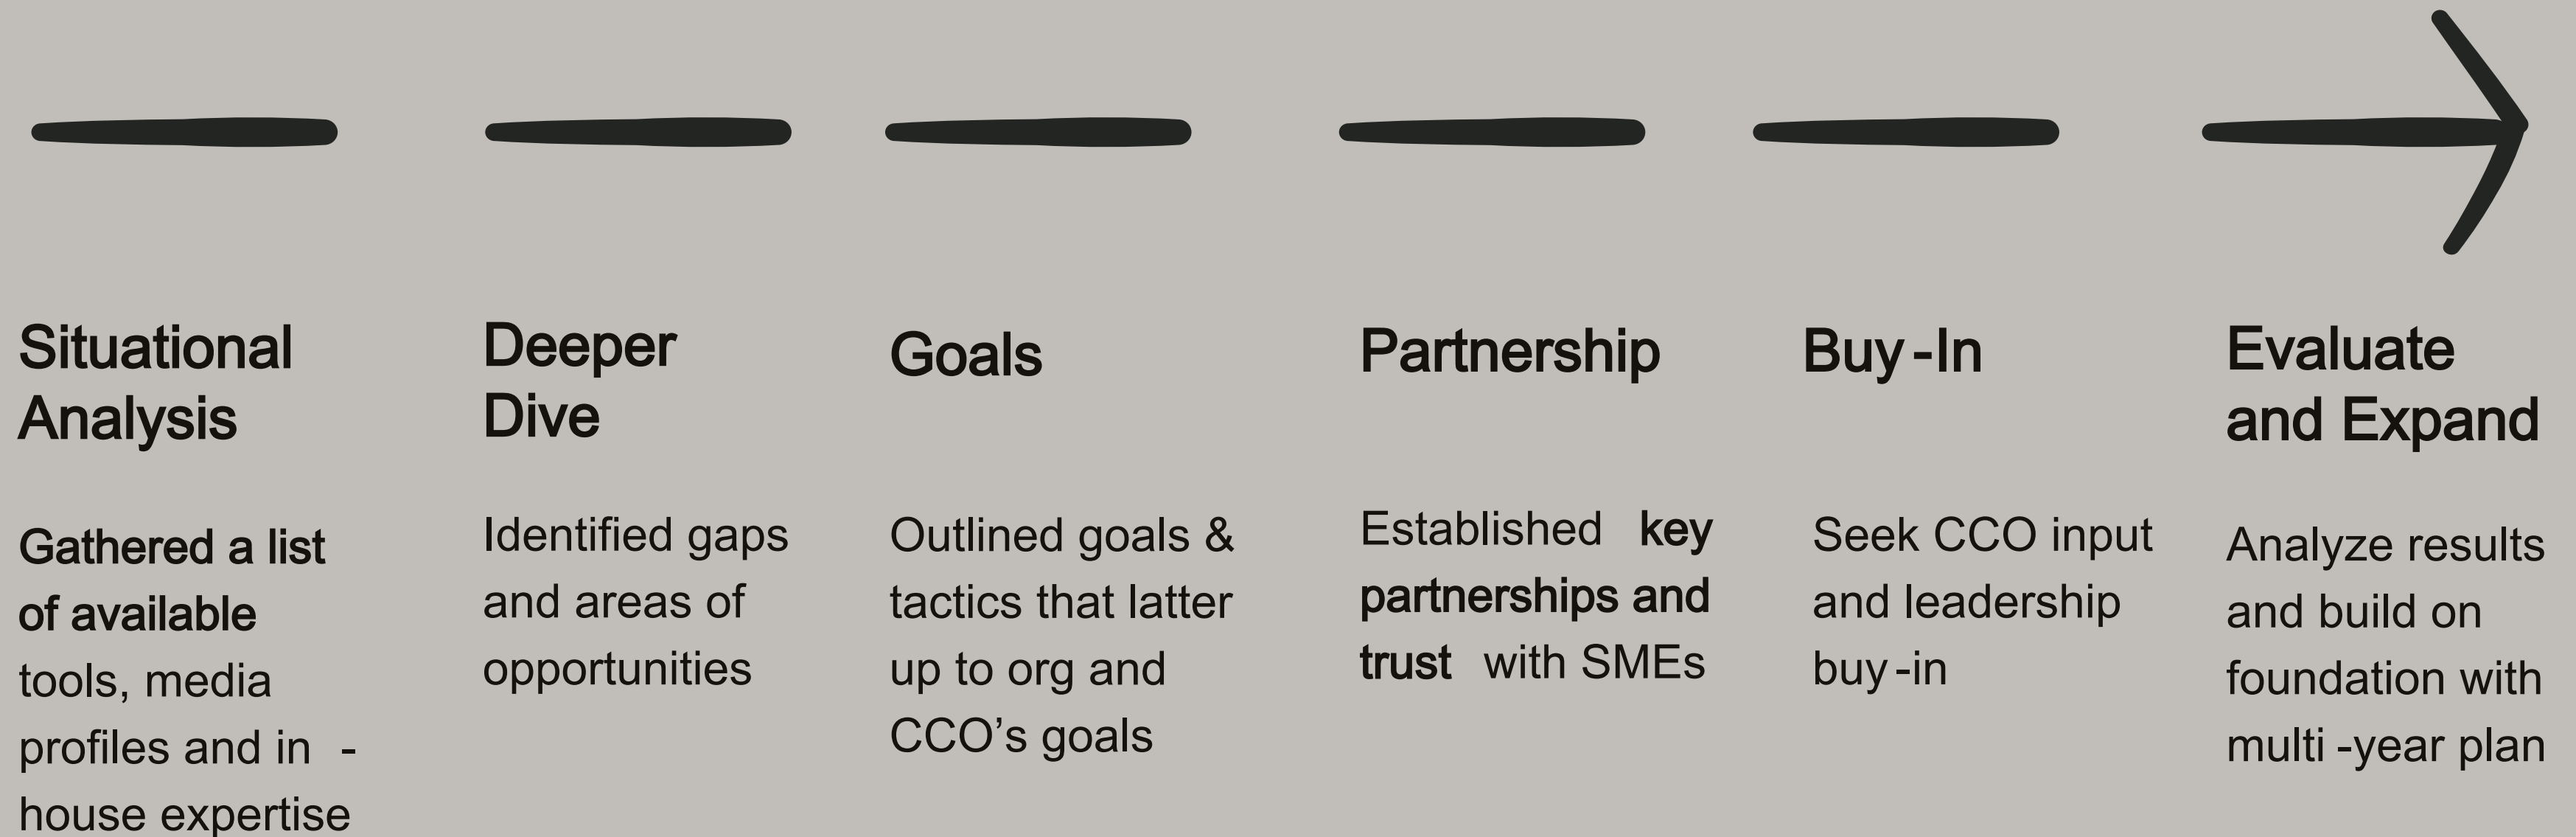 Situational
Analysis
Gathered a list
of available
tools, media
profiles and in -
house expertise
Deeper
Dive
Identified gaps
and areas of
opportunities
Goals
Outlined goals &
tactics that latter
up to org and
CCO’s goals
Partnership
Established key
partnerships and
trust with SMEs
Buy-In
Seek CCO input
and leadership
buy-in
Evaluate
and Expand
Analyze results
and build on
foundation with
multi-year plan